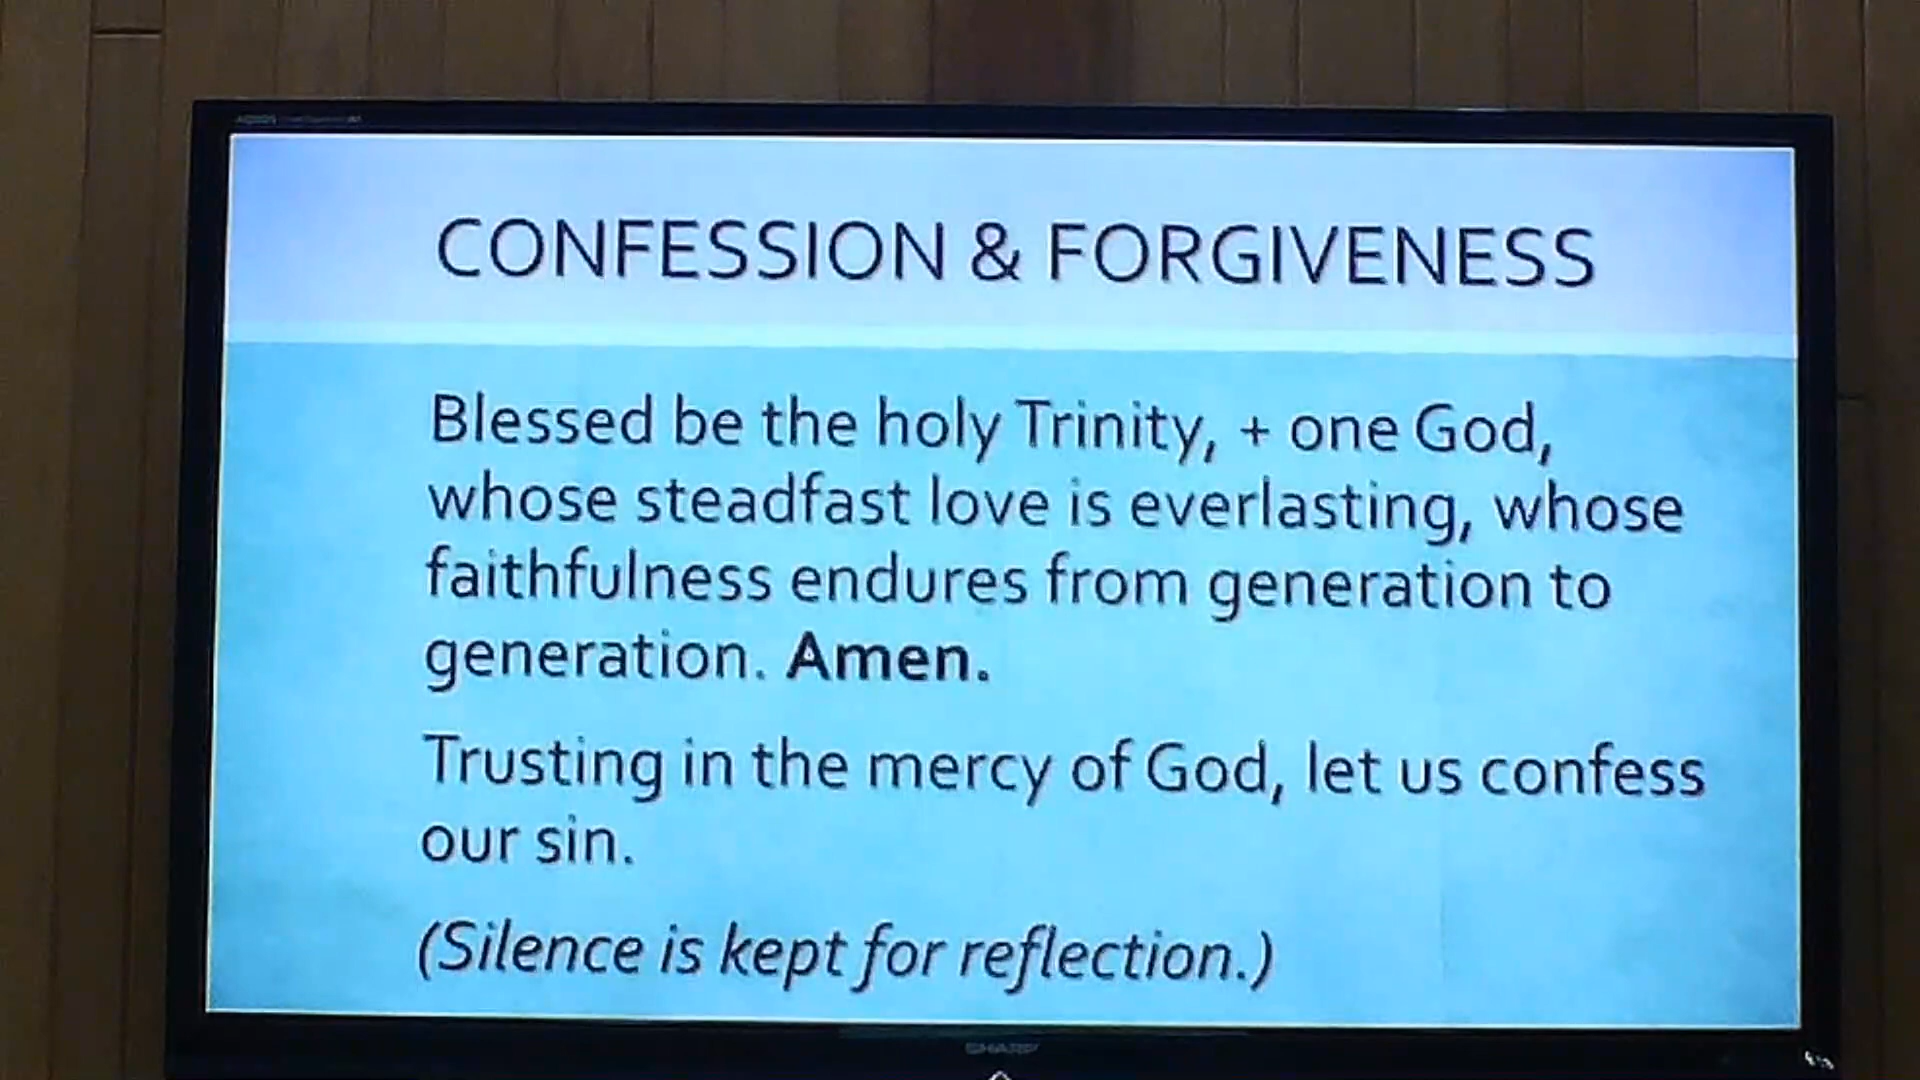 AQUOS
CONFESSION & FORGIVENESS
Blessed be the holy Trinity, + one God,
whose steadfast love is everlasting, whose
faithfulness endures from generation to
generation. Amen.
Trusting in the mercy of God, let us confess
our sin.
(Silence is kept for reflection.)
SHARP